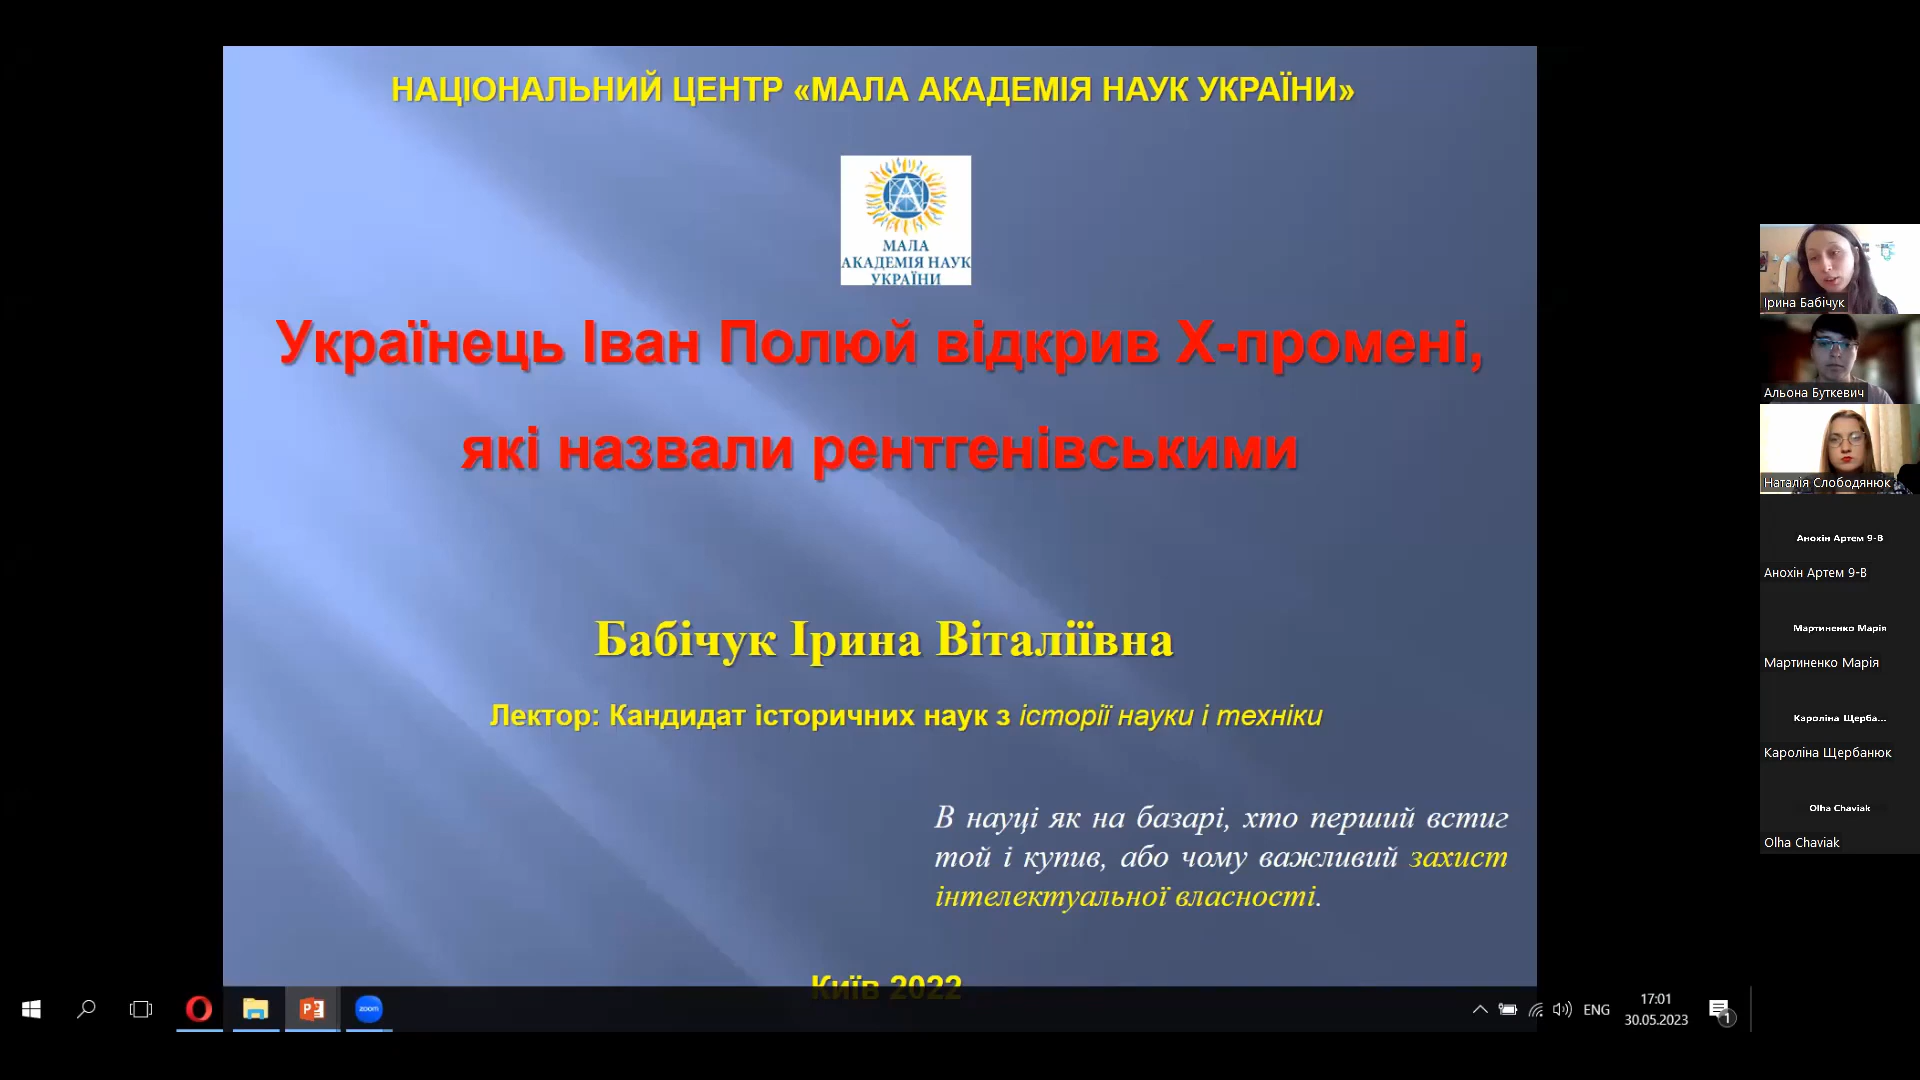 НАЦІОНАЛЬНИЙ ЦЕНТР «МАЛА АКАДЕМІЯ НАУК УКРАЇНИ»
МАЛА
АКАДЕМІЯ НАУК
УКРАЇНИ
Українець Іван Полюй відкрив Х-промені,
які назвали рентгенівськими
Бабічук Ірина Віталіївна
Лектор: Кандидат історичних наук з історії науки і техніки
В науці як на базарі, хто перший встиг
той і купив, або чому важливий захист
інтелектуальної власності.
Київ 2022
Ірина Бабічук
Альона Буткевич
Наталія Слободянюк
Анохін Артем 9-В
Анохін Артем 9-В
Мартиненко Марія
Мартиненко Марія
Кароліна Щерба...
Кароліна Щербанюк
Olha Chaviak
Olha Chaviak
zoom
ENG
17:01
30.05.2023
1